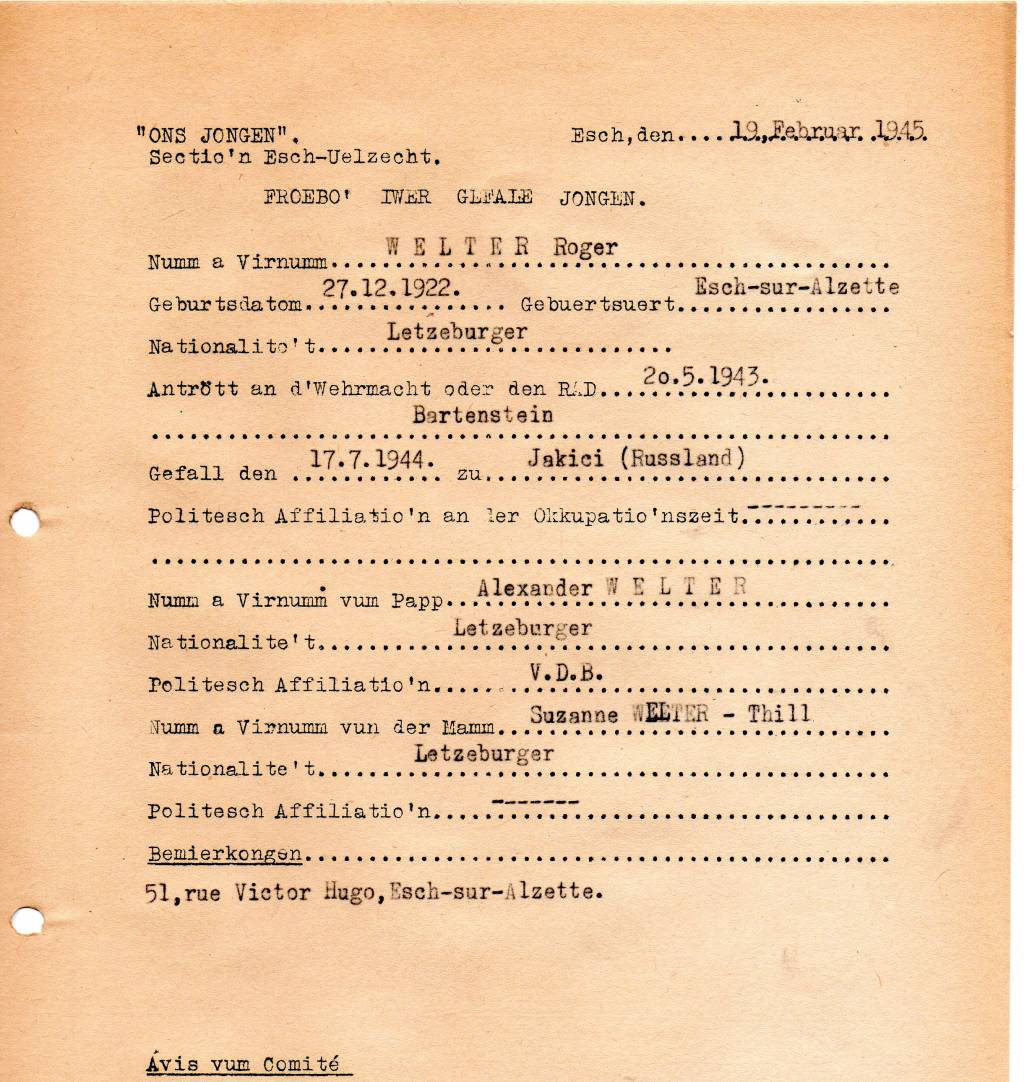 "ONS JONGEN". Esch,den....19.,Februar 1945.
Sectio'n Esch-Uelzecht.
FROEBO' IWER GEFALE JONGEN.
Numm a Virnumm W E L T E R Roger
Geburtsdatom 27.12.1922. Gebuertsuert Esch-sur-Alzette
Nationalite't Letzeburger
Antrött an d'Wehrmacht oder den RAD 2o.5.1943.
Bartenstein
Gefall den 17.7.1944. zu Jakici (Russland)
Politesch Affiliatio'n an der Okkupatio'nszeit ----------
Numm a Virnumm vum Papp Alexander W E L T E R
Nationalite't Letzeburger
Politesch Affiliatio'n V.D.B.
Numm a Virnumm vun der Mamm Suzanne WELTER - Thill
Nationalite't Letzeburger
Politesch Affiliatio'n -------
Bemierkongen
51,rue Victor Hugo,Esch-sur-Alzette.
Ávis vum Comité